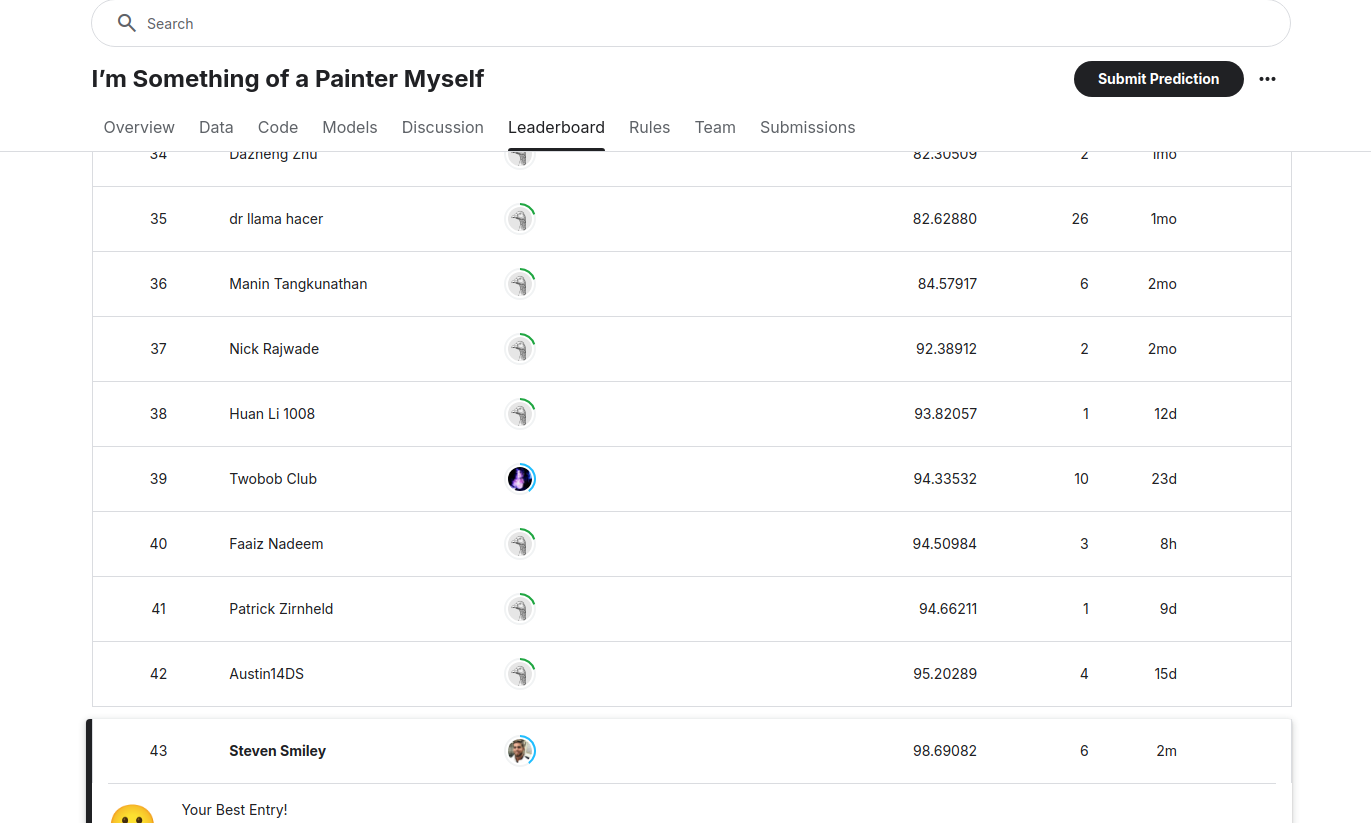 Search
I'm Something of a Painter Myself
Submit Prediction
Overview Data Code Models Discussion Leaderboard Rules Team Submissions
34 Dazheng Zhu 82.30509 2 1mo
35 dr llama hacer 82.62880 26 1mo
36 Manin Tangkunathan 84.57917 6 2mo
37 Nick Rajwade 92.38912 2 2mo
38 Huan Li 1008 93.82057 1 12d
39 Twobob Club 94.33532 10 23d
40 Faaiz Nadeem 94.50984 3 8h
41 Patrick Zirnheld 94.66211 1 9d
42 Austin14DS 95.20289 4 15d
43 Steven Smiley 98.69082 6 2m
Your Best Entry!